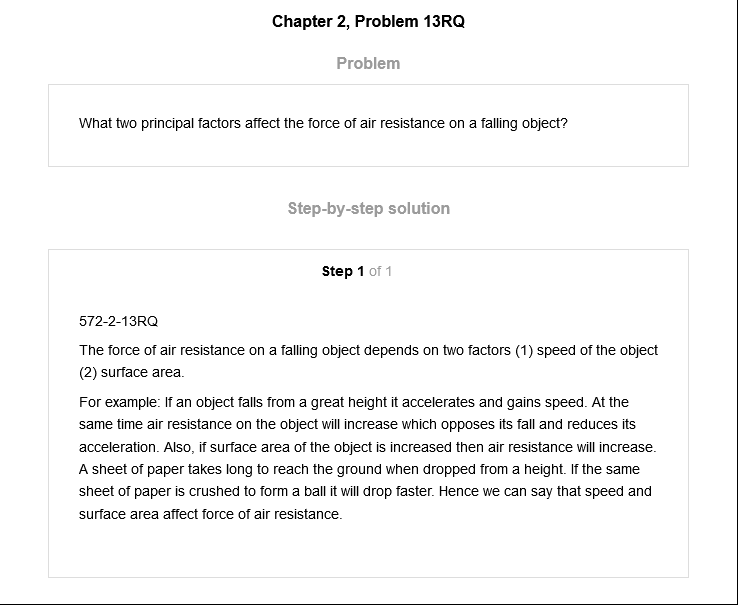 Chapter 2, Problem 13RQ
Problem
What two principal factors affect the force of air resistance on a falling object?
Step-by-step solution
Step 1 of 1
572-2-13RQ
The force of air resistance on a falling object depends on two factors (1) speed of the object
(2) surface area.
For example: If an object falls from a great height it accelerates and gains speed. At the
same time air resistance on the object will increase which opposes its fall and reduces its
acceleration. Also, if surface area of the object is increased then air resistance will increase.
A sheet of paper takes long to reach the ground when dropped from a height. If the same
sheet of paper is crushed to form a ball it will drop faster. Hence we can say that speed and
surface area affect force of air resistance.